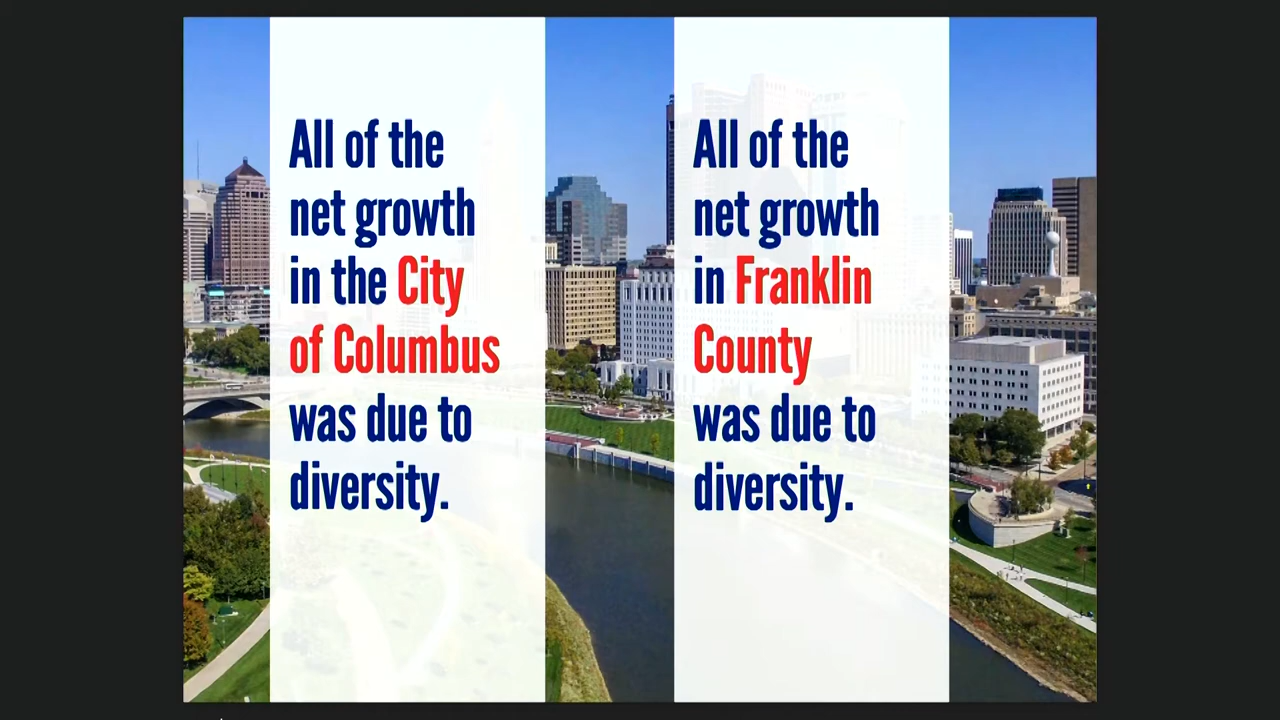 All of the
net growth
in the City
of Columbus
was due to
diversity.
All of the
net growth
in Franklin
County
was due to
diversity.